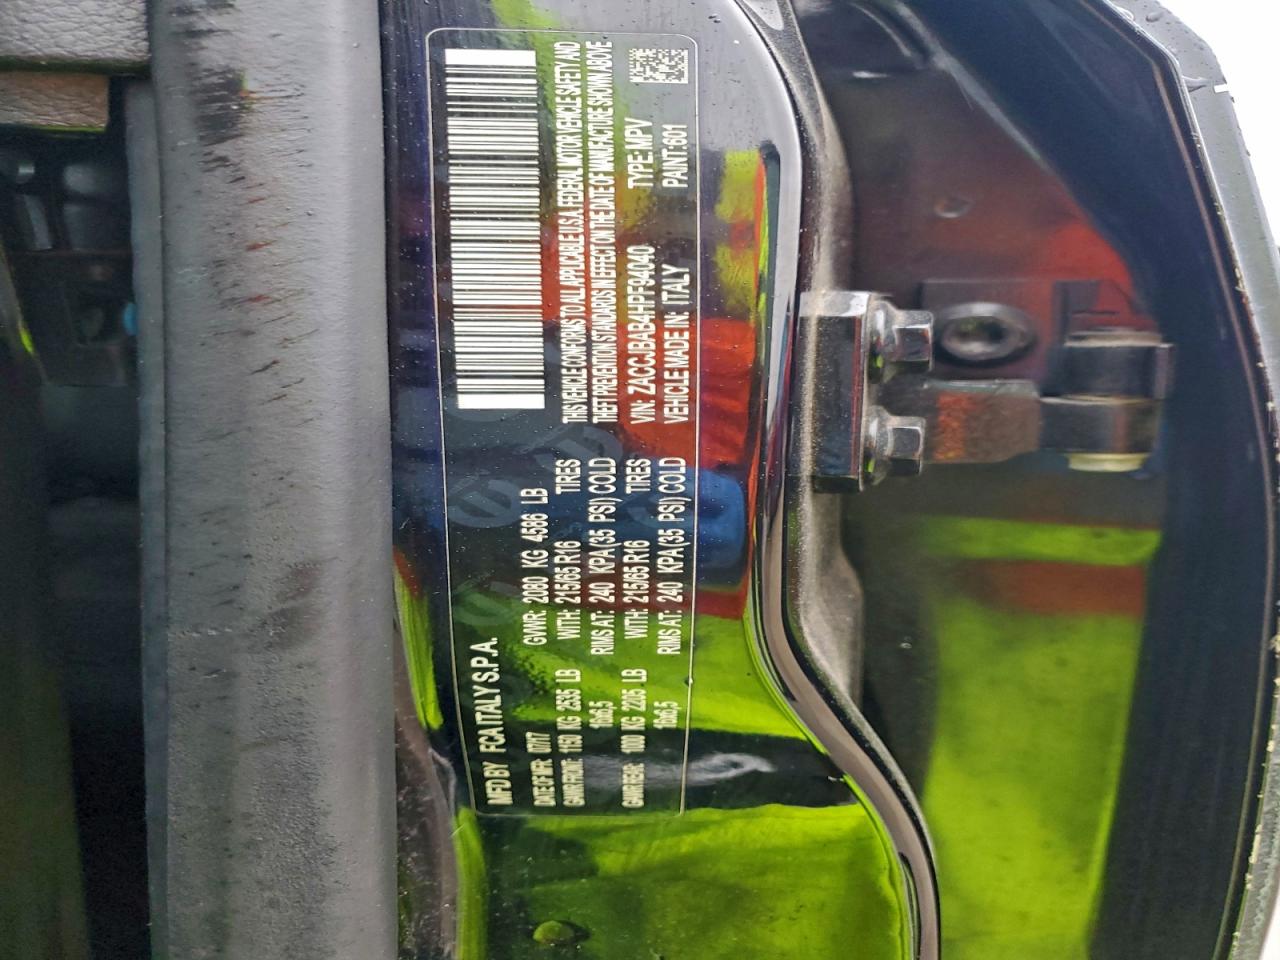 MFD BY FCA ITALY S.P.A.
DATE OF MFR: 07/17 GVWR: 2080 KG 4586 LB
GAWR FRONT: 1150 KG 2535 LB WITH: 215/65 R16 TIRES
16x6,5 RIMS AT: 240 KPA(35 PSI) COLD
GAWR REAR: 1000 KG 2205 LB WITH: 215/65 R16 TIRES
16x6,5 RIMS AT: 240 KPA(35 PSI) COLD
THIS VEHICLE CONFORMS TO ALL APPLICABLE U.S.A. FEDERAL MOTOR VEHICLE SAFETY AND
THEFT PREVENTION STANDARDS IN EFFECT ON THE DATE OF MANUFACTURE SHOWN ABOVE
VIN: ZACCJBAB4HPF94040 TYPE: MPV
VEHICLE MADE IN: ITALY PAINT: 601